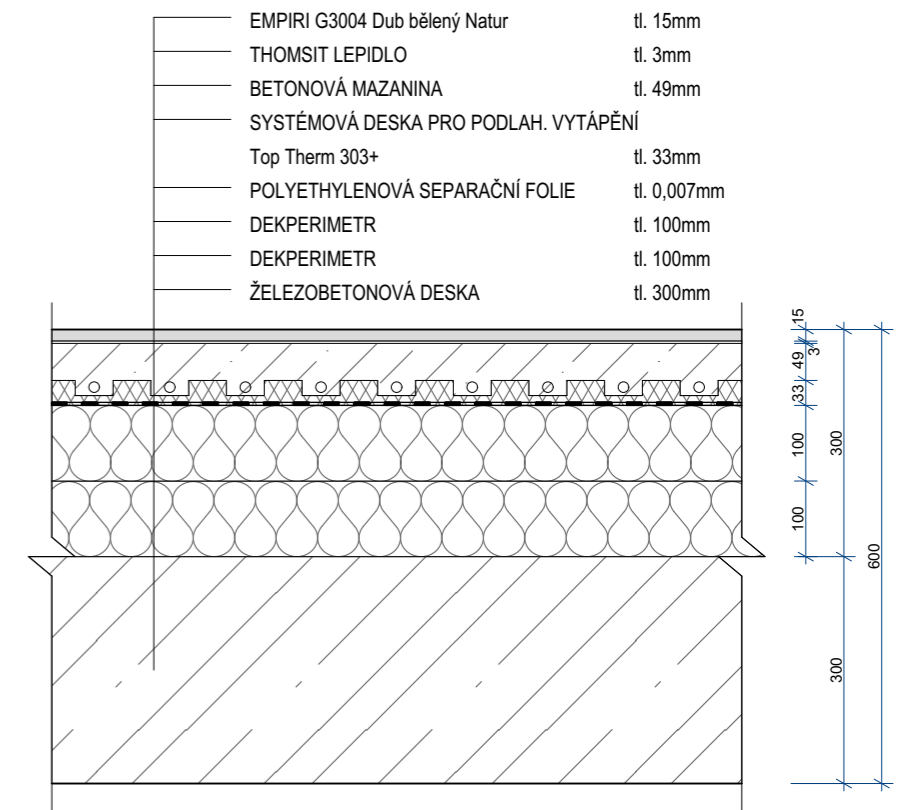 EMPIRI G3004 Dub bělený Natur tl. 15mm
THOMSIT LEPIDLO tl. 3mm
BETONOVÁ MAZANINA tl. 49mm
SYSTÉMOVÁ DESKA PRO PODLAH. VYTÁPĚNÍ
Top Therm 303+ tl. 33mm
POLYETHYLENOVÁ SEPARAČNÍ FOLIE tl. 0,007mm
DEKPERIMETR tl. 100mm
DEKPERIMETR tl. 100mm
ŽELEZOBETONOVÁ DESKA tl. 300mm
15
3
49
33
100
100
300
300
600